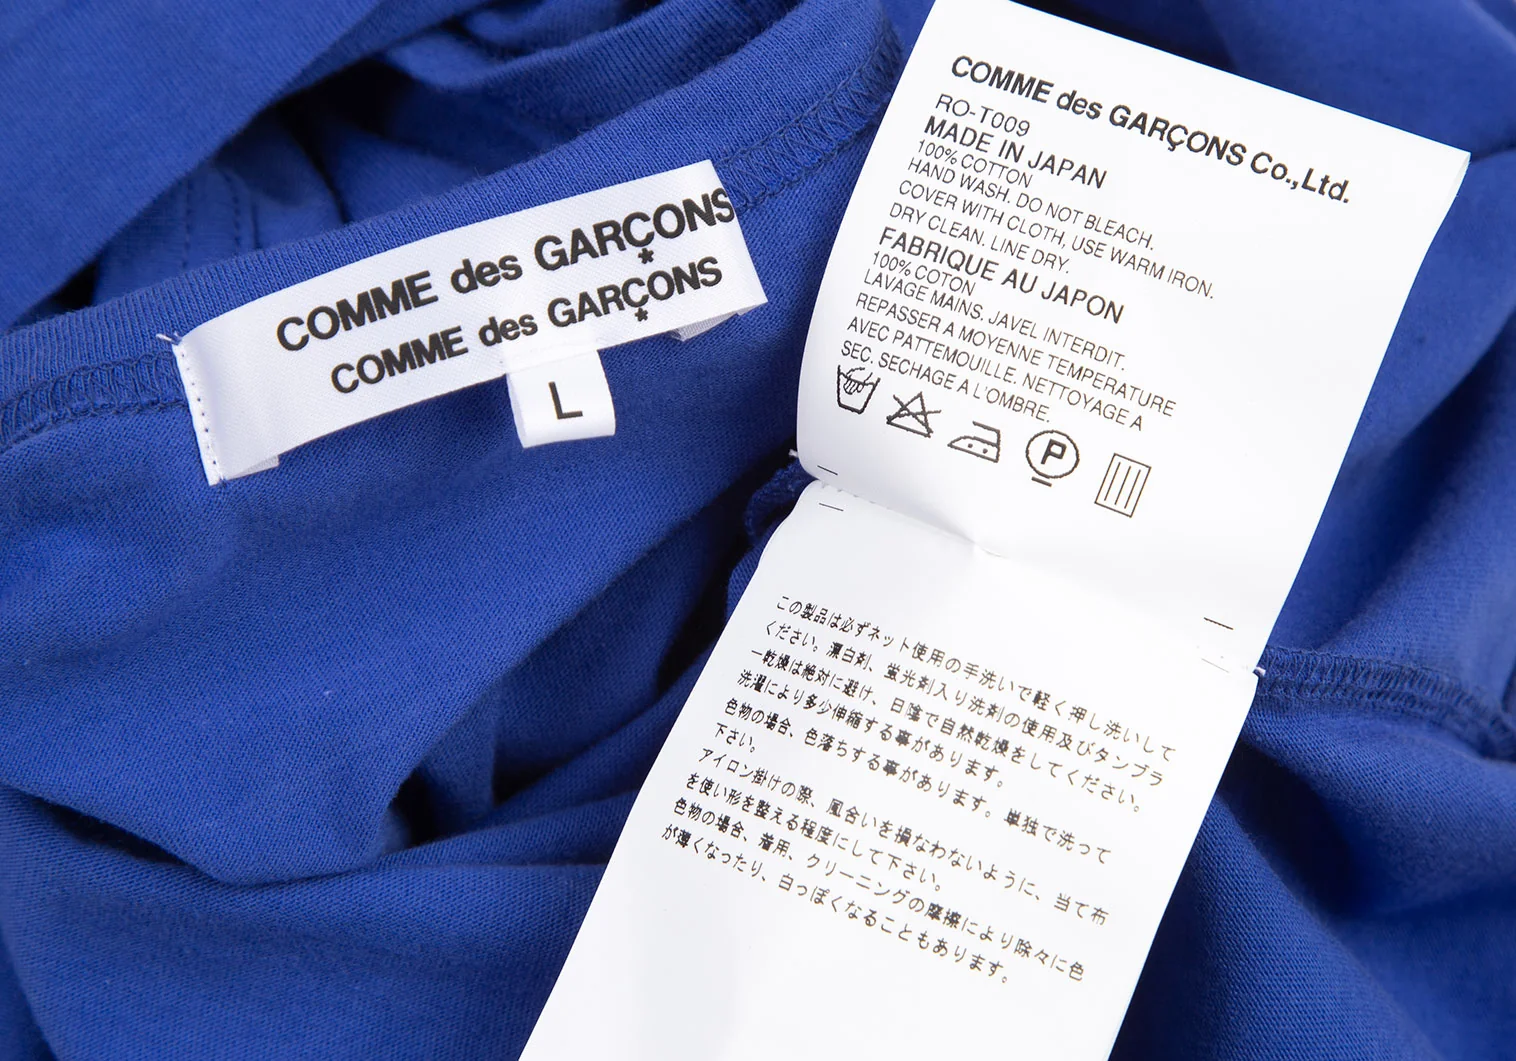 COMME des GARÇONS
*
COMME des GARÇONS
*
L
COMME des GARÇONS Co.,Ltd.
RO-T009
MADE IN JAPAN
100% COTTON
HAND WASH. DO NOT BLEACH.
COVER WITH CLOTH, USE WARM IRON.
DRY CLEAN. LINE DRY.
FABRIQUE AU JAPON
100% COTON
LAVAGE MAINS. JAVEL INTERDIT.
REPASSER A MOYENNE TEMPERATURE
AVEC PATTEMOUILLE. NETTOYAGE A
SEC. SECHAGE A L'OMBRE.
P
この製品は必ずネット使用の手洗いで軽く押し洗いして
ください。漂白剤、蛍光剤入り洗剤の使用及びタンブラ
ー乾燥は絶対に避け、日陰で自然乾燥をしてください。
洗濯により多少伸縮する事があります。
色物の場合、色落ちする事があります。単独で洗って
下さい。
アイロン掛けの際、風合いを損なわないように、当て布
を使い形を整える程度にして下さい。
色物の場合、着用、クリーニングの摩擦により除々に色
が薄くなったり、白っぽくなることもあります。